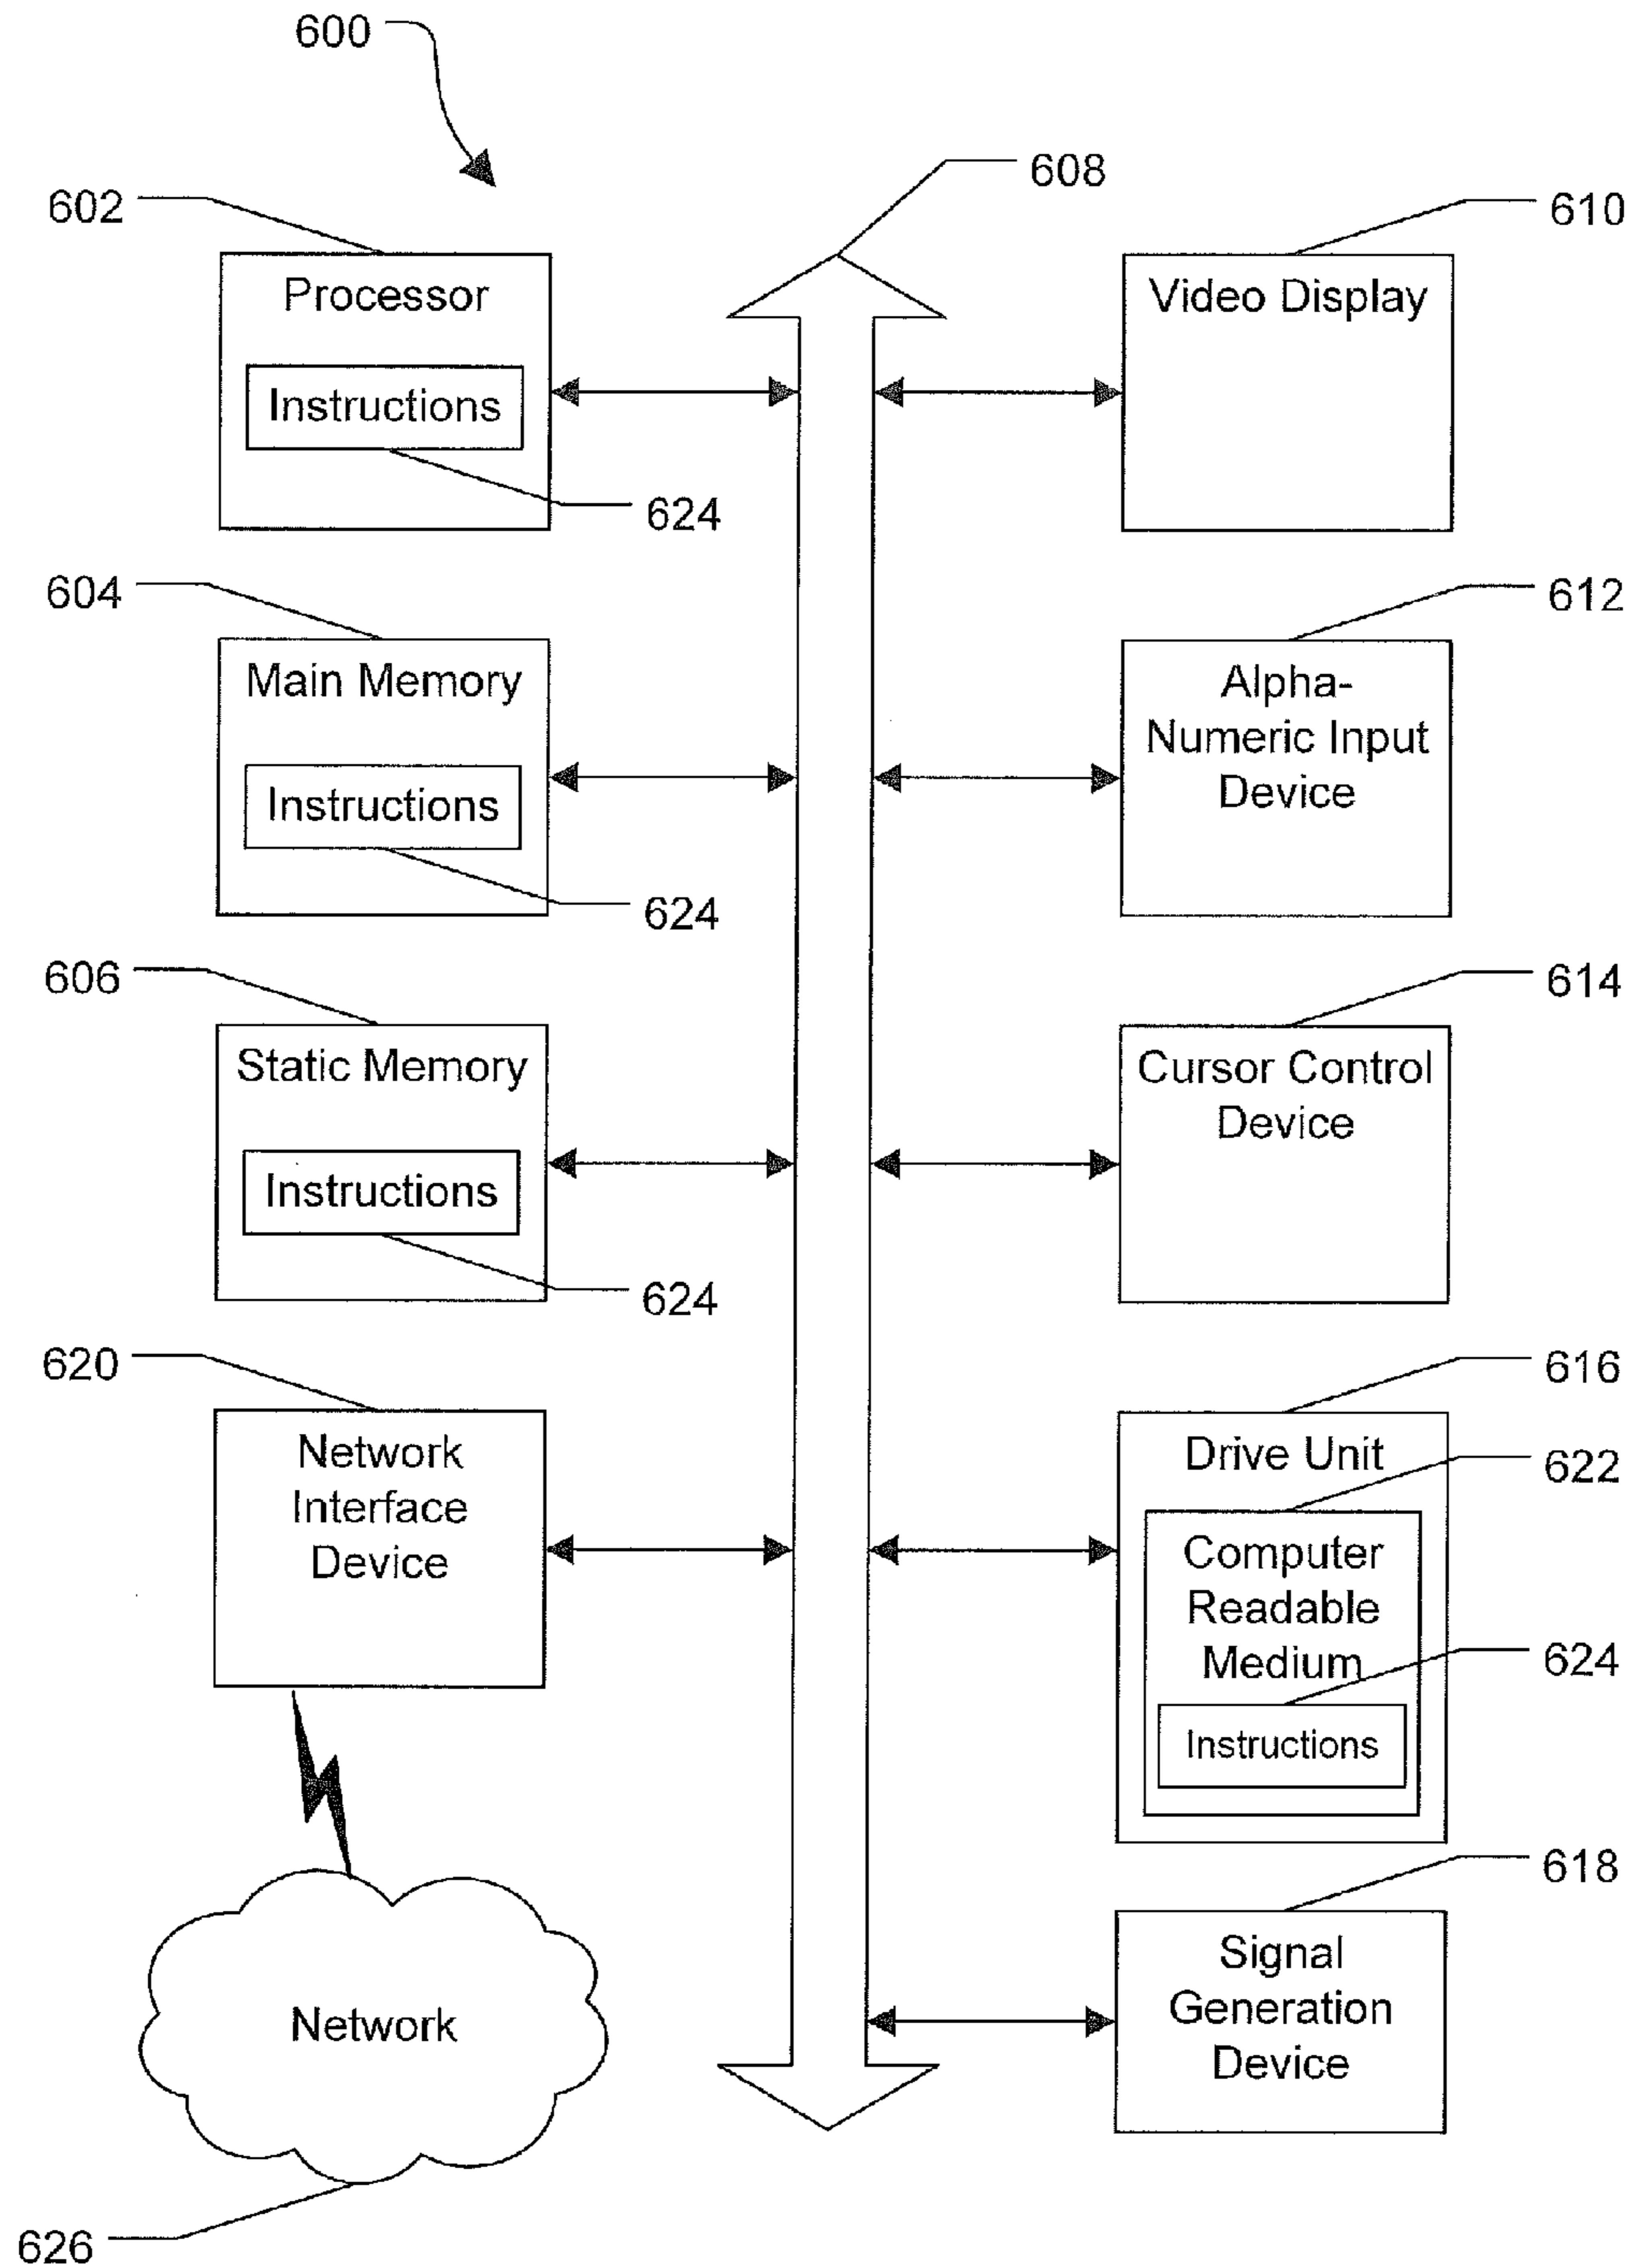 600
608
602
610
Processor
Instructions
624
Video Display
604
612
Main Memory
Instructions
624
Alpha-
Numeric Input
Device
606
614
Static Memory
Instructions
624
Cursor Control
Device
620
616
Network
Interface
Device
Drive Unit
622
Computer
Readable
Medium
624
Instructions
618
Signal
Generation
Device
Network
626